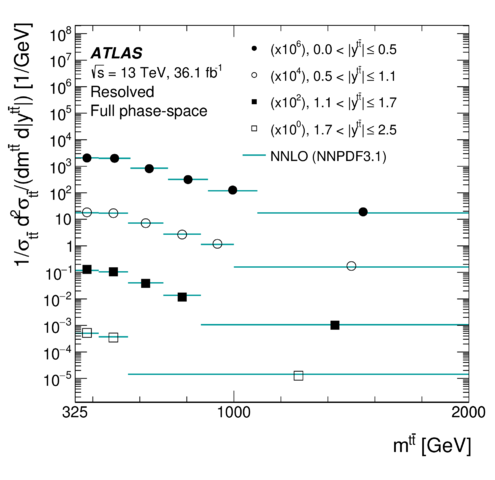 ATLAS
√s = 13 TeV, 36.1 fb⁻¹
Resolved
Full phase-space
(x10⁶), 0.0 < |y^tt̄| ≤ 0.5
(x10⁴), 0.5 < |y^tt̄| ≤ 1.1
(x10²), 1.1 < |y^tt̄| ≤ 1.7
(x10⁰), 1.7 < |y^tt̄| ≤ 2.5
NNLO (NNPDF3.1)
1/σ_tt̄ d²σ_tt̄/(dm^tt̄ d|y^tt̄|) [1/GeV]
10⁸
10⁷
10⁶
10⁵
10⁴
10³
10²
10
1
10⁻¹
10⁻²
10⁻³
10⁻⁴
10⁻⁵
325 1000 2000
m^tt̄ [GeV]